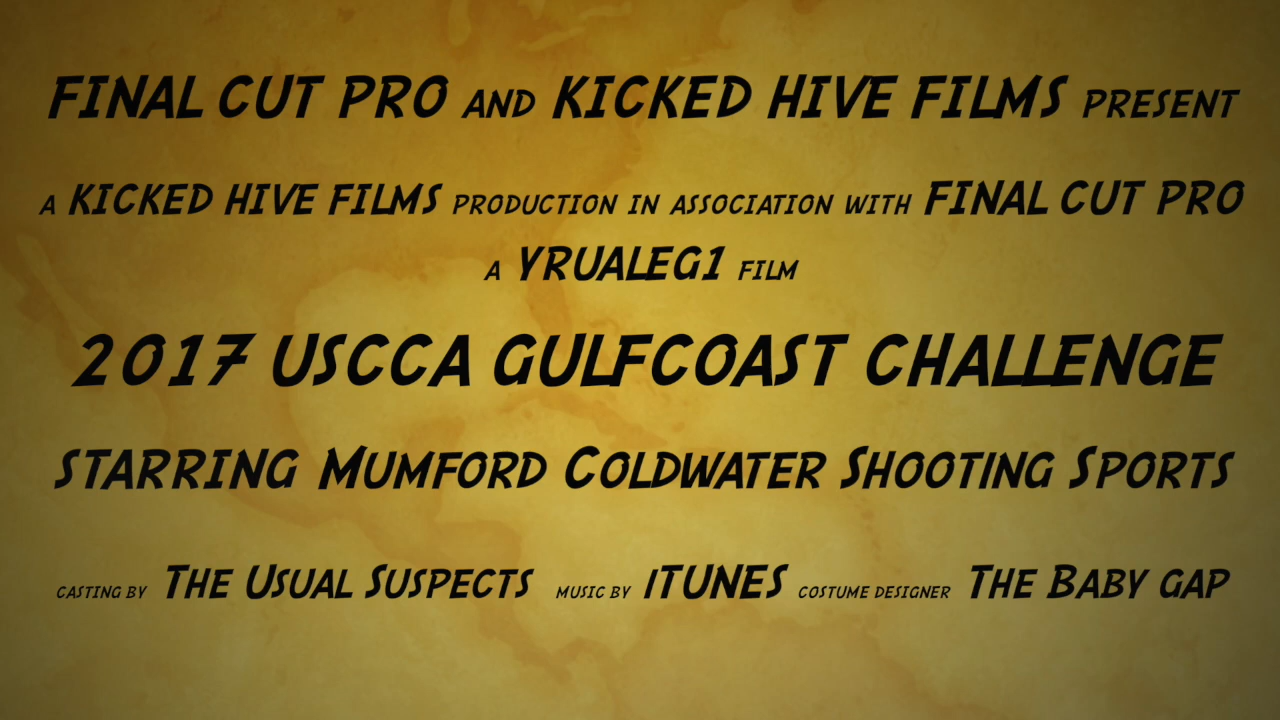 FINAL CUT PRO AND KICKED HIVE FILMS PRESENT
A KICKED HIVE FILMS PRODUCTION IN ASSOCIATION WITH FINAL CUT PRO
A YRUALEG1 FILM
2017 USCCA GULFCOAST CHALLENGE
STARRING MUMFORD COLDWATER SHOOTING SPORTS
CASTING BY THE USUAL SUSPECTS MUSIC BY iTUNES COSTUME DESIGNER THE BABY GAP